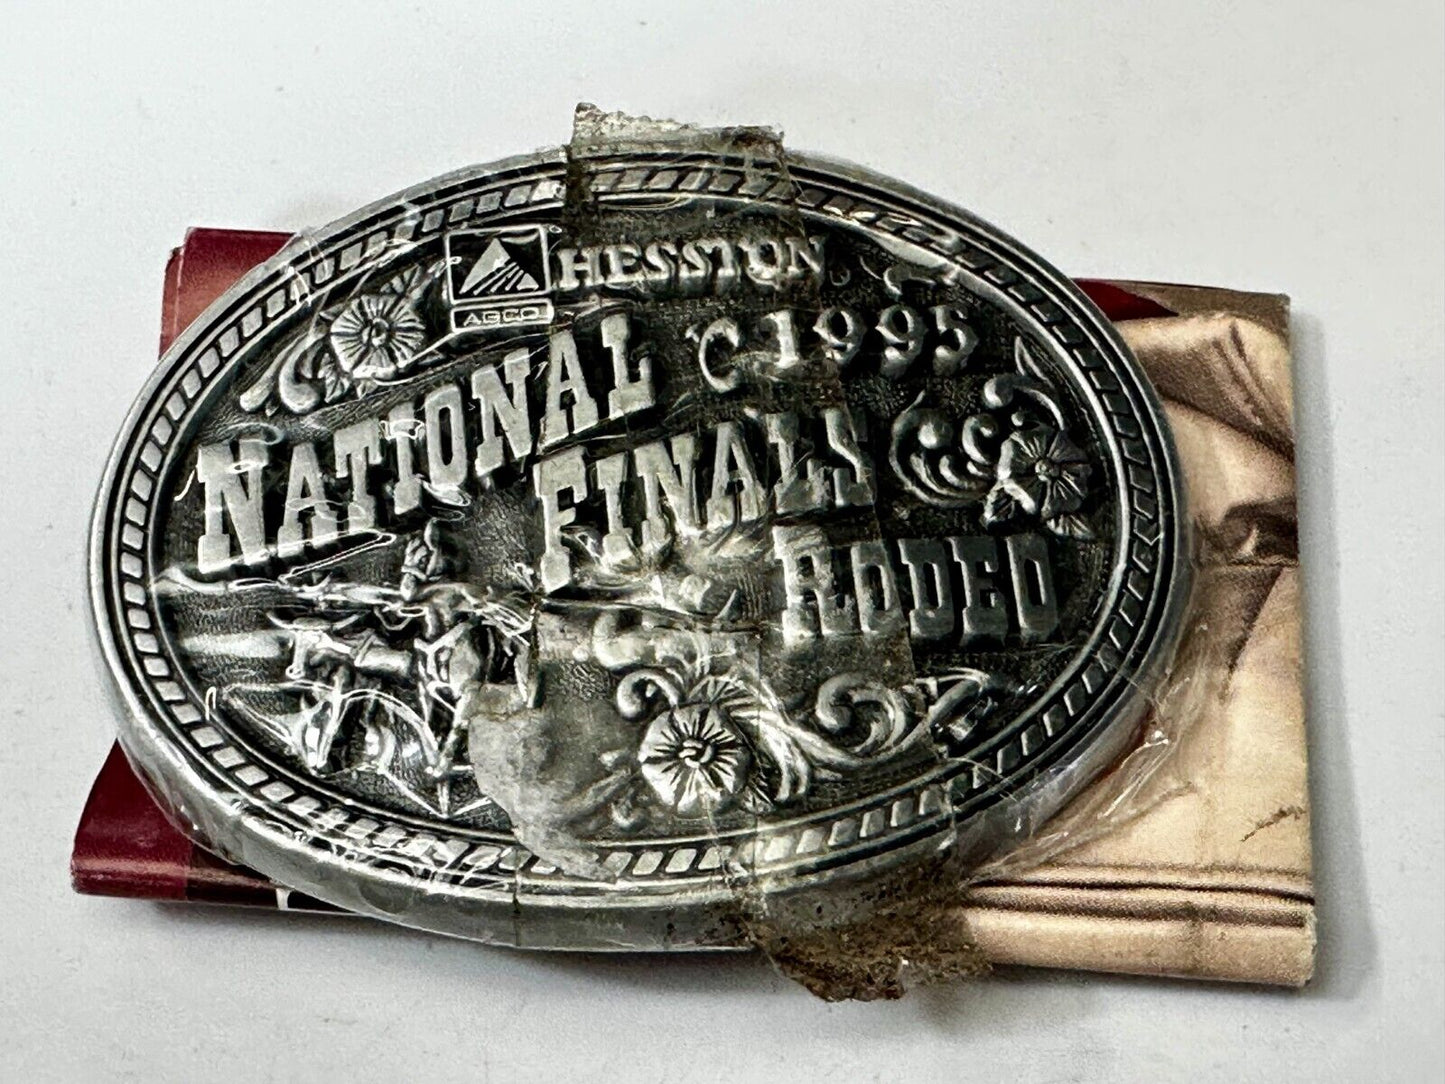 HESSTON
AGCO
C 1995
NATIONAL
FINALS
RODEO